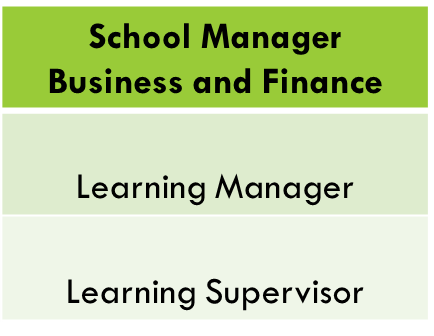 School Manager
Business and Finance
Learning Manager
Learning Supervisor